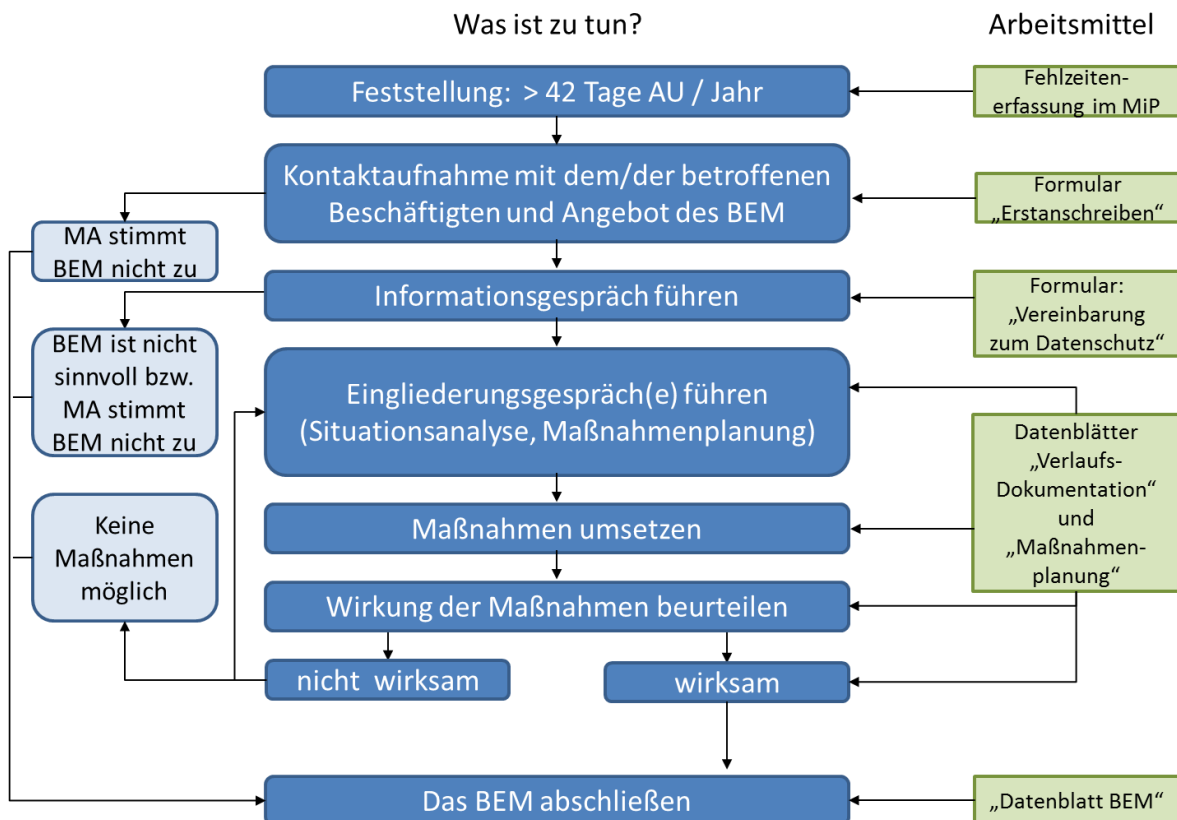 Was ist zu tun?
Arbeitsmittel
Feststellung: > 42 Tage AU / Jahr
Fehlzeiten-
erfassung im MiP
Kontaktaufnahme mit dem/der betroffenen
Beschäftigten und Angebot des BEM
Formular
„Erstanschreiben“
MA stimmt
BEM nicht zu
Informationsgespräch führen
Formular:
„Vereinbarung
zum Datenschutz“
BEM ist nicht
sinnvoll bzw.
MA stimmt
BEM nicht zu
Eingliederungsgespräch(e) führen
(Situationsanalyse, Maßnahmenplanung)
Datenblätter
„Verlaufs-
Dokumentation“
und
„Maßnahmen-
planung“
Maßnahmen umsetzen
Keine
Maßnahmen
möglich
Wirkung der Maßnahmen beurteilen
nicht wirksam
wirksam
Das BEM abschließen
„Datenblatt BEM“